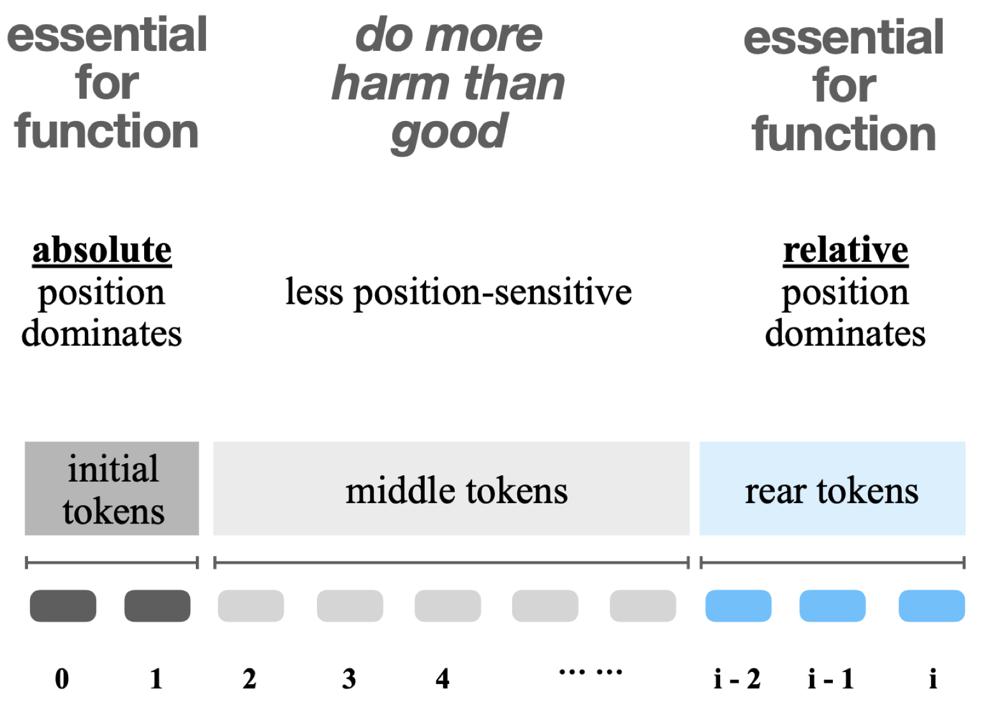 essential
for
function
do more
harm than
good
essential
for
function
absolute
position
dominates
less position-sensitive
relative
position
dominates
initial
tokens
middle tokens
rear tokens
0 1 2 3 4 ... ... i - 2 i - 1 i